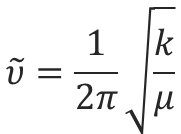 ῦ = 1/2π √k/μ